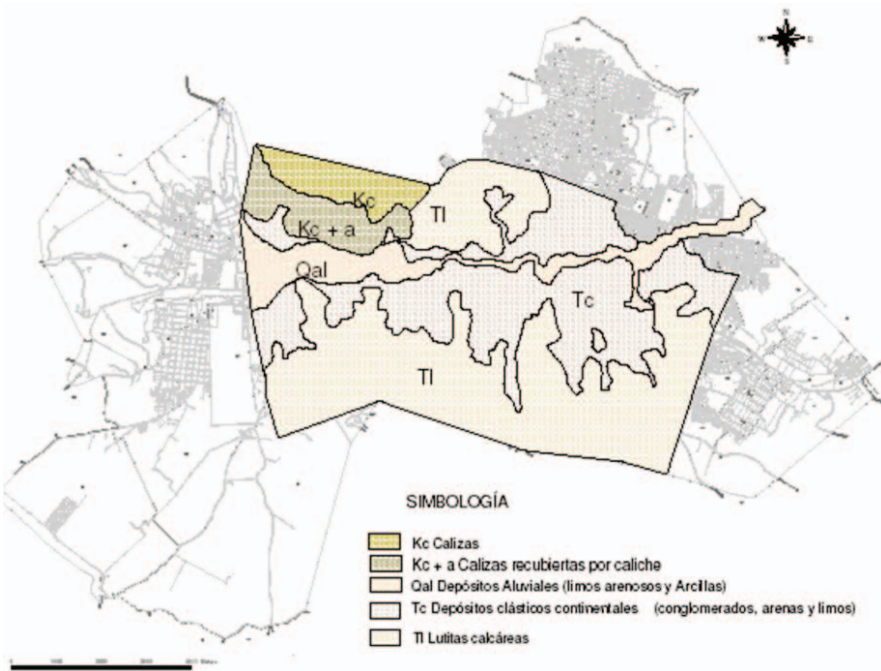 N
W E
S
Kc
Tl
Kc + a
Qal
Tc
Tl
SIMBOLOGÍA
Kc Calizas
Kc + a Calizas recubiertas por caliche
Qal Depósitos Aluviales (limos arenosos y Arcillas)
Tc Depósitos clásticos continentales (conglomerados, arenas y limos)
Tl Lutitas calcáreas
0